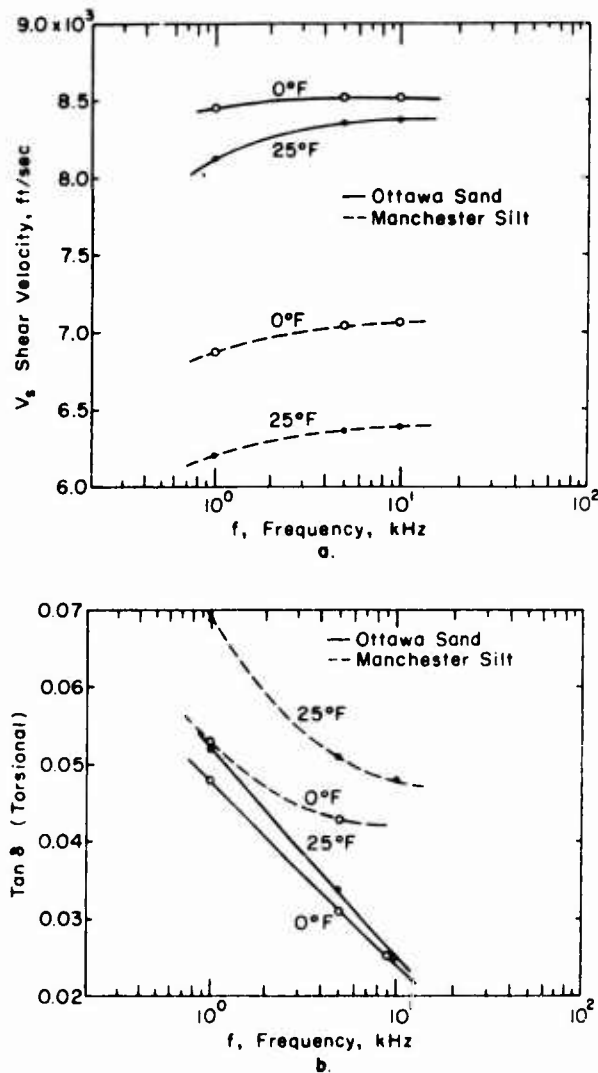 9.0x10³
8.5
8.0
7.5
7.0
6.5
6.0
Vs Shear Velocity, ft/sec
0°F
25°F
— Ottawa Sand
--- Manchester Silt
0°F
25°F
10⁰
10¹
10²
f, Frequency, kHz
a.
0.07
0.06
0.05
0.04
0.03
0.02
Tan δ (Torsional)
— Ottawa Sand
--- Manchester Silt
25°F
0°F
25°F
0°F
10⁰
10¹
10²
f, Frequency, kHz
b.